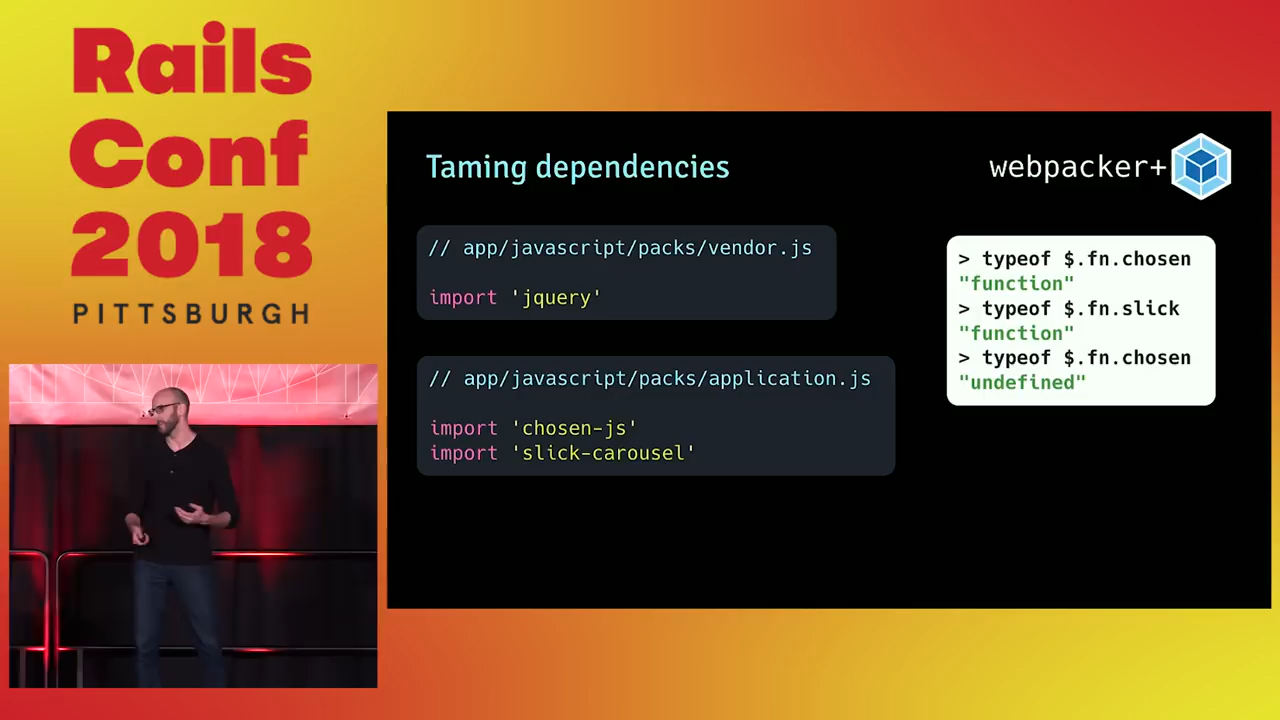 Rails
Conf
2018
PITTSBURGH
Taming dependencies
webpacker+
// app/javascript/packs/vendor.js
import 'jquery'
// app/javascript/packs/application.js
import 'chosen-js'
import 'slick-carousel'
> typeof $.fn.chosen
"function"
> typeof $.fn.slick
"function"
> typeof $.fn.chosen
"undefined"